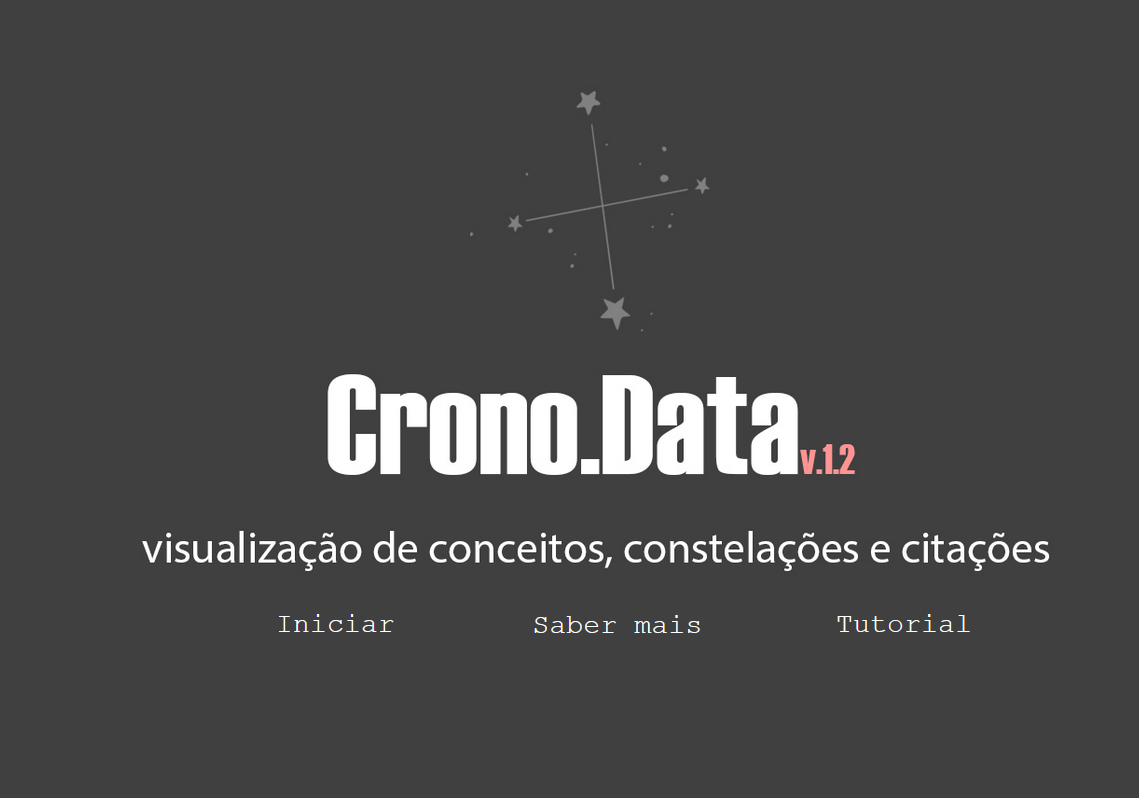 Crono.Data v.1.2
visualização de conceitos, constelações e citações
Iniciar Saber mais Tutorial